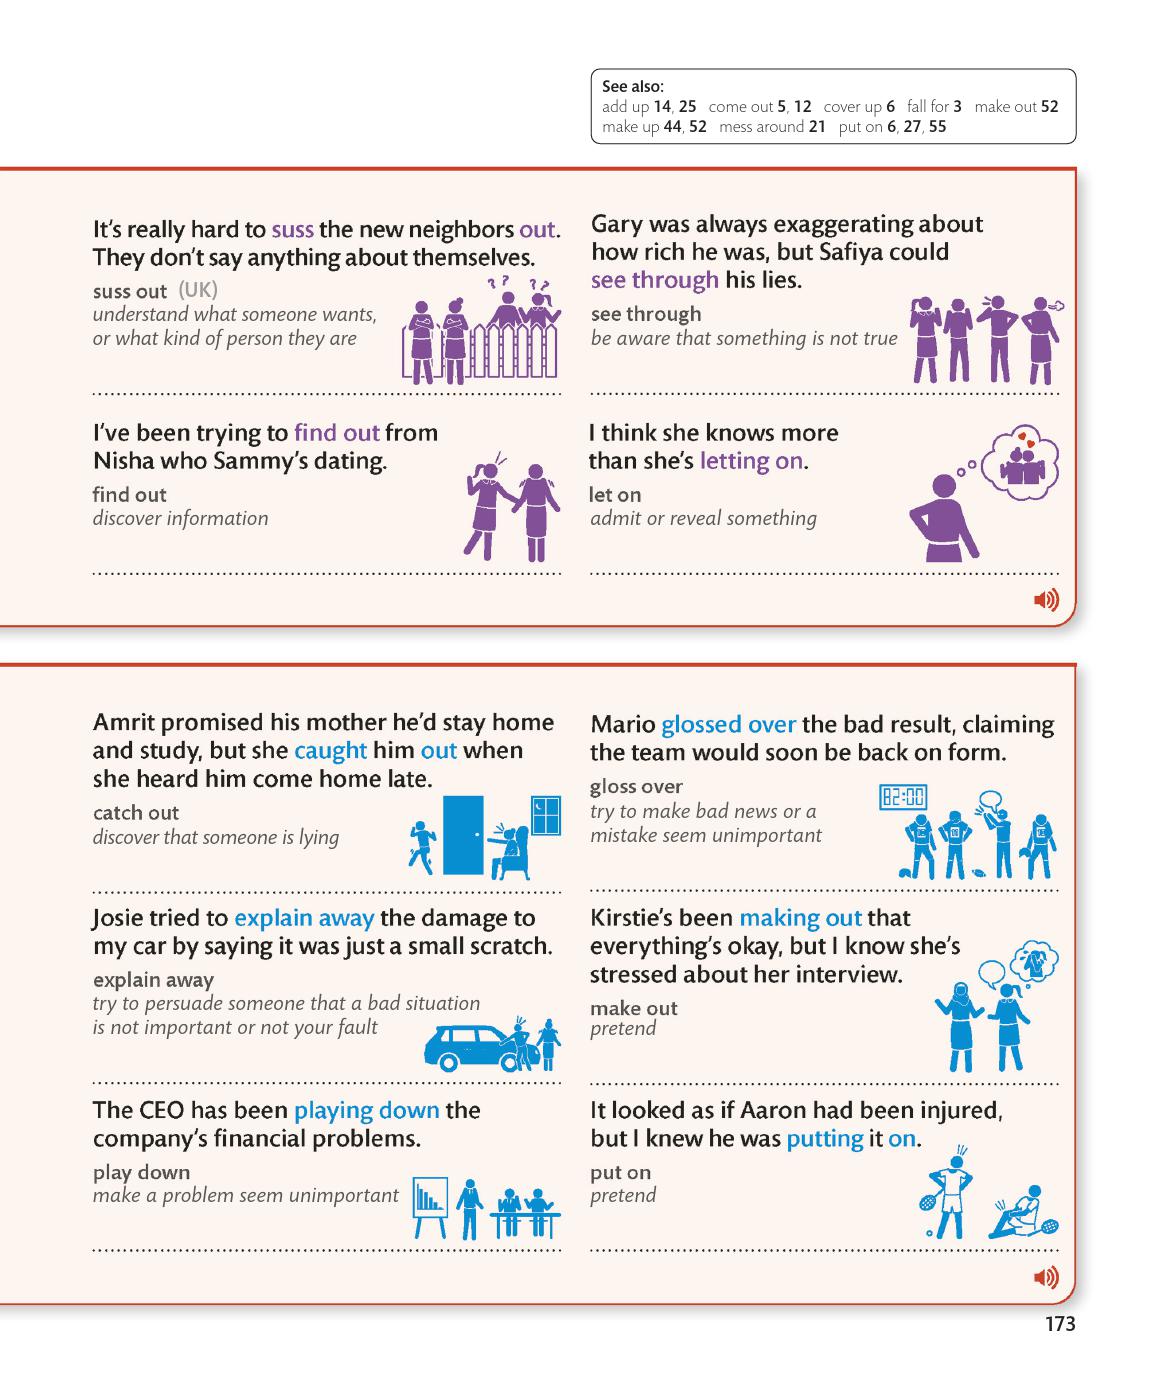 See also:
add up 14, 25 come out 5, 12 cover up 6 fall for 3 make out 52
make up 44, 52 mess around 21 put on 6, 27, 55
It's really hard to suss the new neighbors out.
They don't say anything about themselves.
suss out (UK)
understand what someone wants,
or what kind of person they are
? ? ? ?
Gary was always exaggerating about
how rich he was, but Safiya could
see through his lies.
see through
be aware that something is not true
I've been trying to find out from
Nisha who Sammy's dating.
find out
discover information
I think she knows more
than she's letting on.
let on
admit or reveal something
Amrit promised his mother he'd stay home
and study, but she caught him out when
she heard him come home late.
catch out
discover that someone is lying
Mario glossed over the bad result, claiming
the team would soon be back on form.
gloss over
try to make bad news or a
mistake seem unimportant
82:00
Josie tried to explain away the damage to
my car by saying it was just a small scratch.
explain away
try to persuade someone that a bad situation
is not important or not your fault
Kirstie's been making out that
everything's okay, but I know she's
stressed about her interview.
make out
pretend
The CEO has been playing down the
company's financial problems.
play down
make a problem seem unimportant
It looked as if Aaron had been injured,
but I knew he was putting it on.
put on
pretend
173